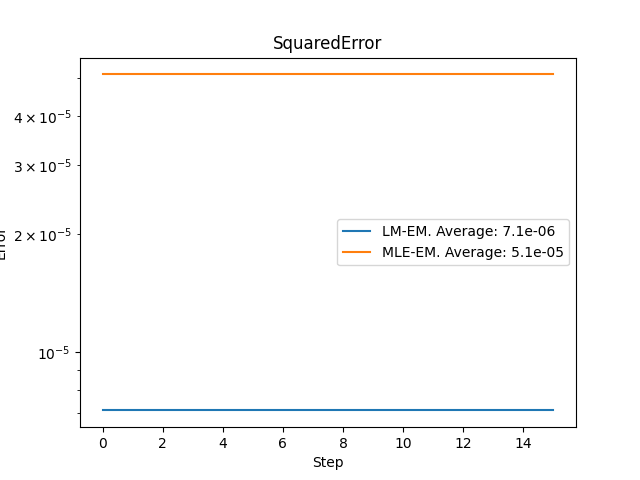 SquaredError
4 × 10⁻⁵
3 × 10⁻⁵
2 × 10⁻⁵
10⁻⁵
Error
LM-EM. Average: 7.1e-06
MLE-EM. Average: 5.1e-05
0 2 4 6 8 10 12 14
Step